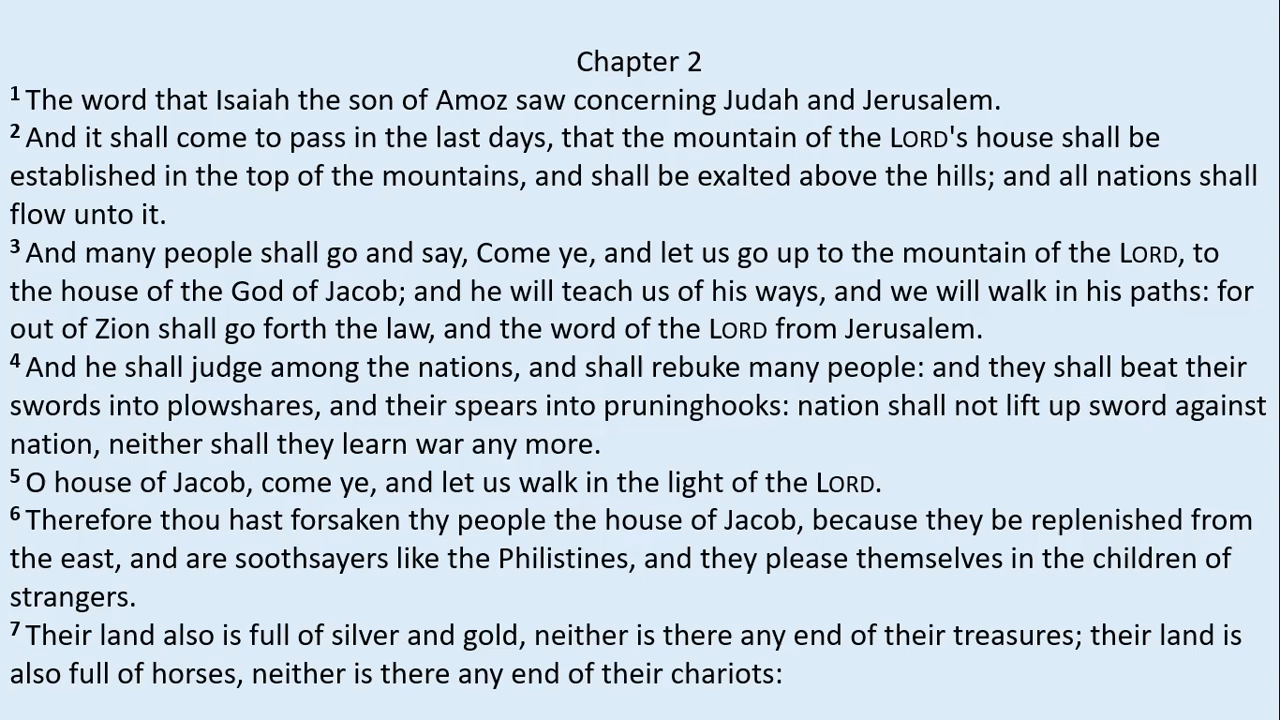 Chapter 2
1 The word that Isaiah the son of Amoz saw concerning Judah and Jerusalem.
2 And it shall come to pass in the last days, that the mountain of the LORD's house shall be
established in the top of the mountains, and shall be exalted above the hills; and all nations shall
flow unto it.
3 And many people shall go and say, Come ye, and let us go up to the mountain of the LORD, to
the house of the God of Jacob; and he will teach us of his ways, and we will walk in his paths: for
out of Zion shall go forth the law, and the word of the LORD from Jerusalem.
4 And he shall judge among the nations, and shall rebuke many people: and they shall beat their
swords into plowshares, and their spears into pruninghooks: nation shall not lift up sword against
nation, neither shall they learn war any more.
5 O house of Jacob, come ye, and let us walk in the light of the LORD.
6 Therefore thou hast forsaken thy people the house of Jacob, because they be replenished from
the east, and are soothsayers like the Philistines, and they please themselves in the children of
strangers.
7 Their land also is full of silver and gold, neither is there any end of their treasures; their land is
also full of horses, neither is there any end of their chariots: